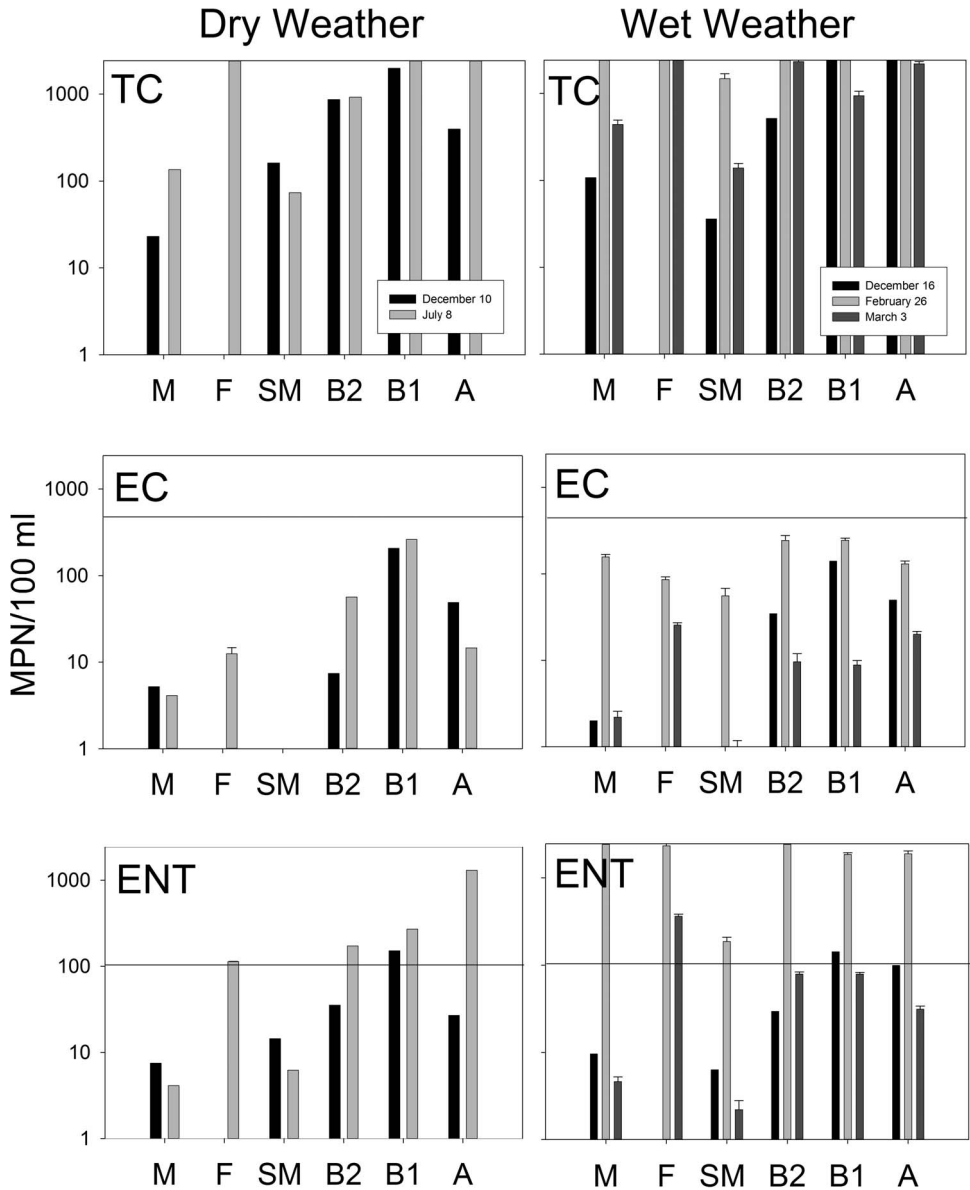 Dry Weather
Wet Weather
TC
1000
100
10
1
December 10
July 8
M F SM B2 B1 A
TC
December 16
February 26
March 3
M F SM B2 B1 A
MPN/100 ml
EC
1000
100
10
1
M F SM B2 B1 A
EC
M F SM B2 B1 A
ENT
1000
100
10
1
M F SM B2 B1 A
ENT
M F SM B2 B1 A